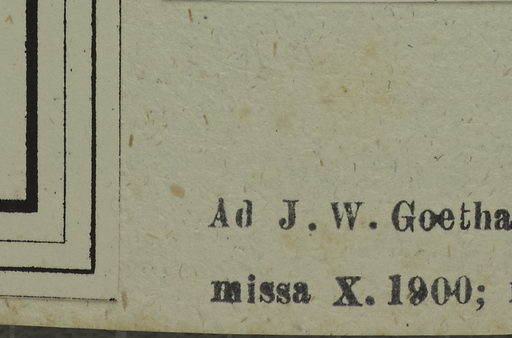 Ad J. W. Goetha
missa X. 1900;